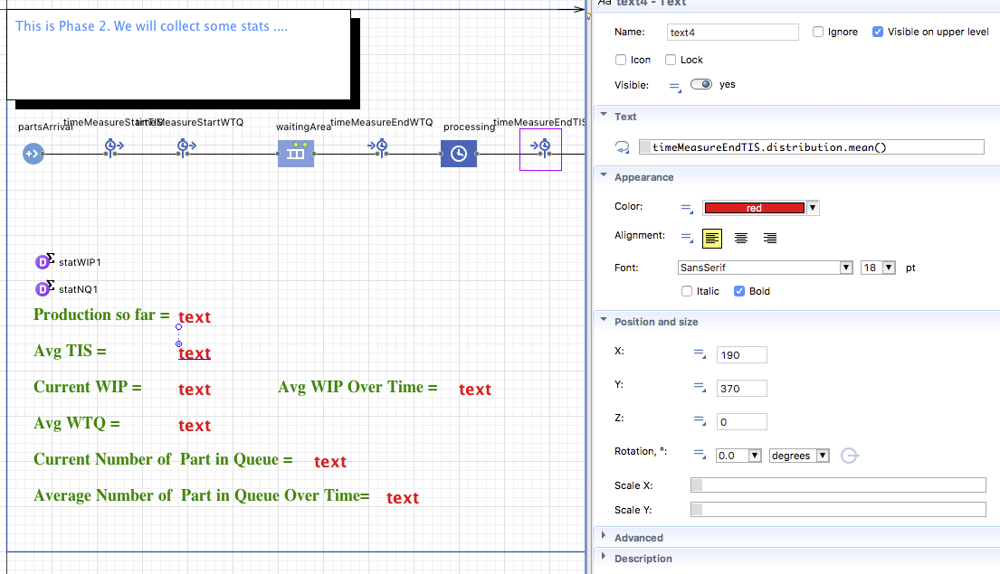 text4 - Text
This is Phase 2. We will collect some stats ....
Name:
text4
Ignore
Visible on upper level
Icon
Lock
Visible:
yes
Text
timeMeasureEndTIS.distribution.mean()
partsArrival
timeMeasureStartTIS
timeMeasureStartWTQ
waitingArea
timeMeasureEndWTQ
processing
timeMeasureEndTIS
Appearance
Color:
red
Alignment:
Font:
SansSerif
18
pt
Italic
Bold
D
Σ
statWIP1
D
Σ
statNQ1
Production so far =
text
Avg TIS =
text
Current WIP =
text
Avg WIP Over Time =
text
Avg WTQ =
text
Current Number of Part in Queue =
text
Average Number of Part in Queue Over Time=
text
Position and size
X:
190
Y:
370
Z:
0
Rotation, °:
0.0
degrees
Scale X:
Scale Y:
Advanced
Description